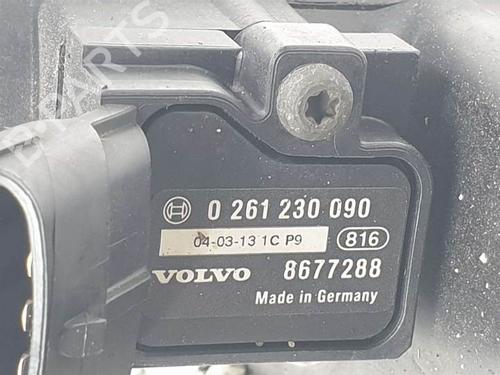 0 261 230 090
04-03-13 1C P9 816
VOLVO 8677288
Made in Germany